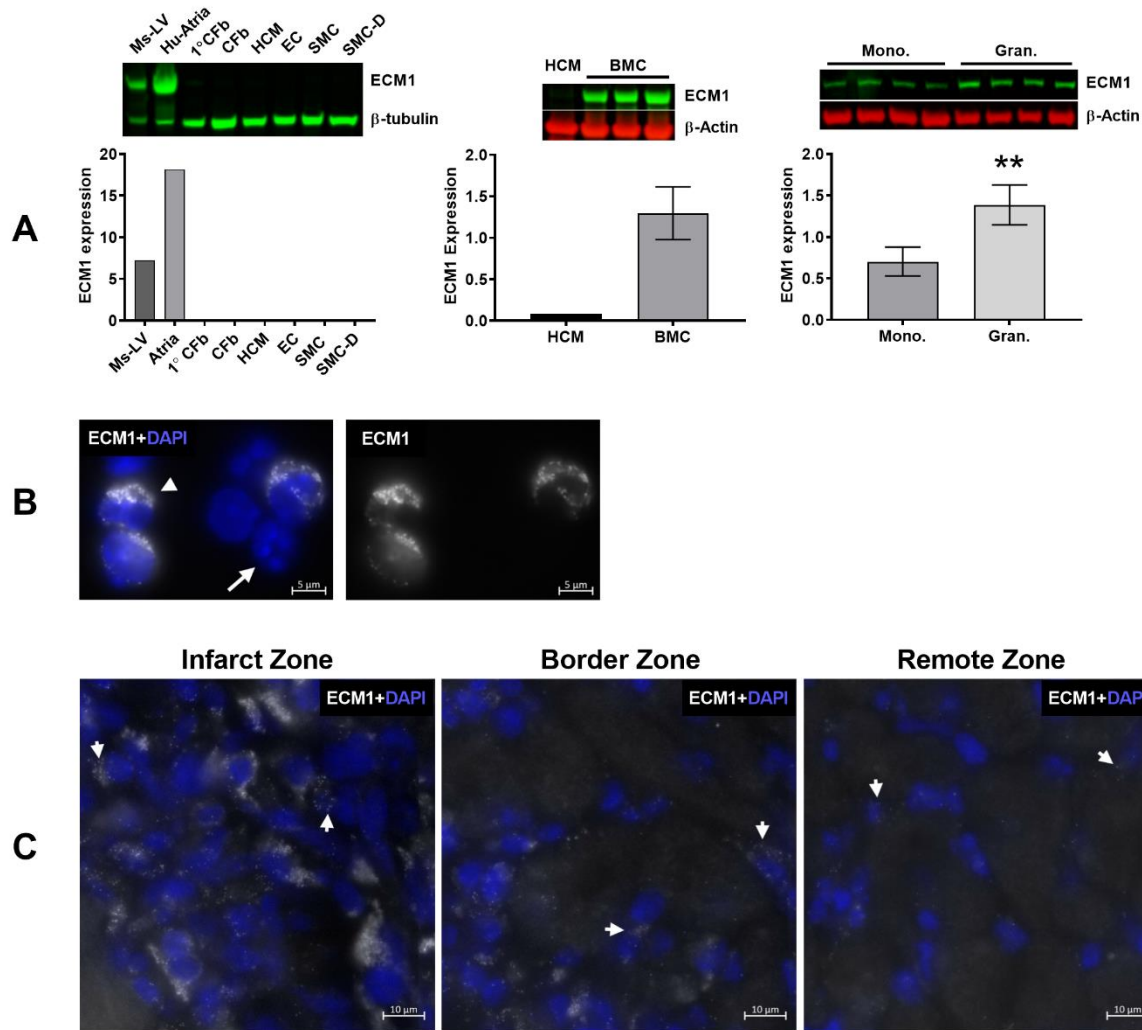 A
Ms-LV Hu-Atria 1°CFb CFb HCM EC SMC SMC-D
ECM1
β-tubulin
ECM1 expression
20
15
10
5
0
Ms-LV Atria 1° CFb CFb HCM EC SMC SMC-D
HCM BMC
ECM1
β-Actin
ECM1 Expression
2.0
1.5
1.0
0.5
0.0
HCM BMC
Mono. Gran.
ECM1
β-Actin
ECM1 expression
2.0
1.5
1.0
0.5
0.0
**
Mono. Gran.
B
ECM1+DAPI
5 µm
ECM1
5 µm
C
Infarct Zone Border Zone Remote Zone
ECM1+DAPI ECM1+DAPI ECM1+DAPI
10 µm 10 µm 10 µm